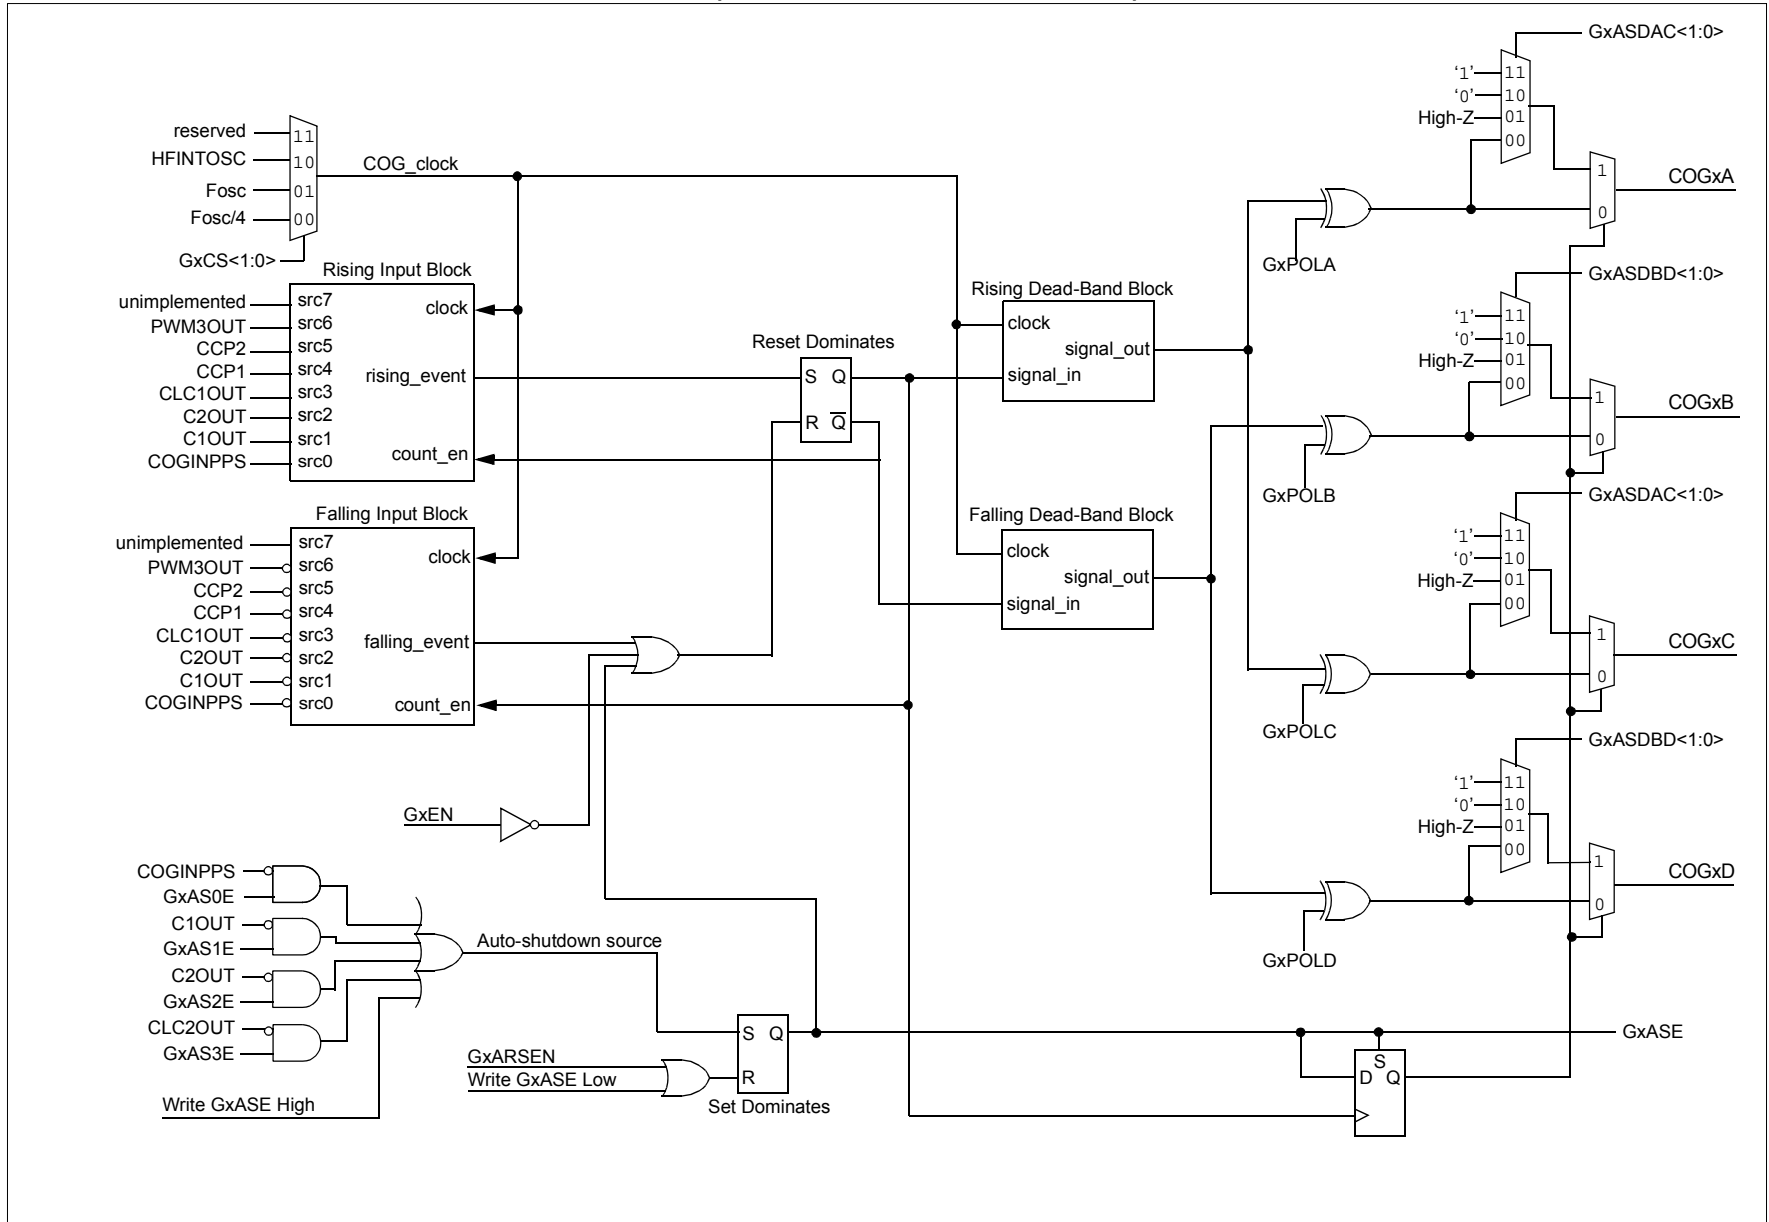 GxASDAC<1:0>
'1' 11
'0' 10
High-Z 01
00
1
COGxA
0
GxPOLA
reserved 11
HFINTOSC 10
COG_clock
Fosc 01
Fosc/4 00
GxCS<1:0>
Rising Input Block
unimplemented src7
clock
PWM3OUT src6
CCP2 src5
CCP1 src4
rising_event
CLC1OUT src3
C2OUT src2
C1OUT src1
count_en
COGINPPS src0
Reset Dominates
S Q
R Q̅
Rising Dead-Band Block
clock
signal_out
signal_in
GxASDBD<1:0>
'1' 11
'0' 10
High-Z 01
00
1
COGxB
0
GxPOLB
Falling Input Block
unimplemented src7
clock
PWM3OUT src6
CCP2 src5
CCP1 src4
CLC1OUT src3
falling_event
C2OUT src2
C1OUT src1
COGINPPS src0
count_en
Falling Dead-Band Block
clock
signal_out
signal_in
GxASDAC<1:0>
'1' 11
'0' 10
High-Z 01
00
1
COGxC
0
GxPOLC
GxASDBD<1:0>
'1' 11
'0' 10
High-Z 01
00
1
COGxD
0
GxPOLD
GxEN
COGINPPS
GxAS0E
C1OUT
GxAS1E
C2OUT
GxAS2E
CLC2OUT
GxAS3E
Write GxASE High
Auto-shutdown source
GxARSEN
Write GxASE Low
S Q
R
Set Dominates
GxASE
S
D Q